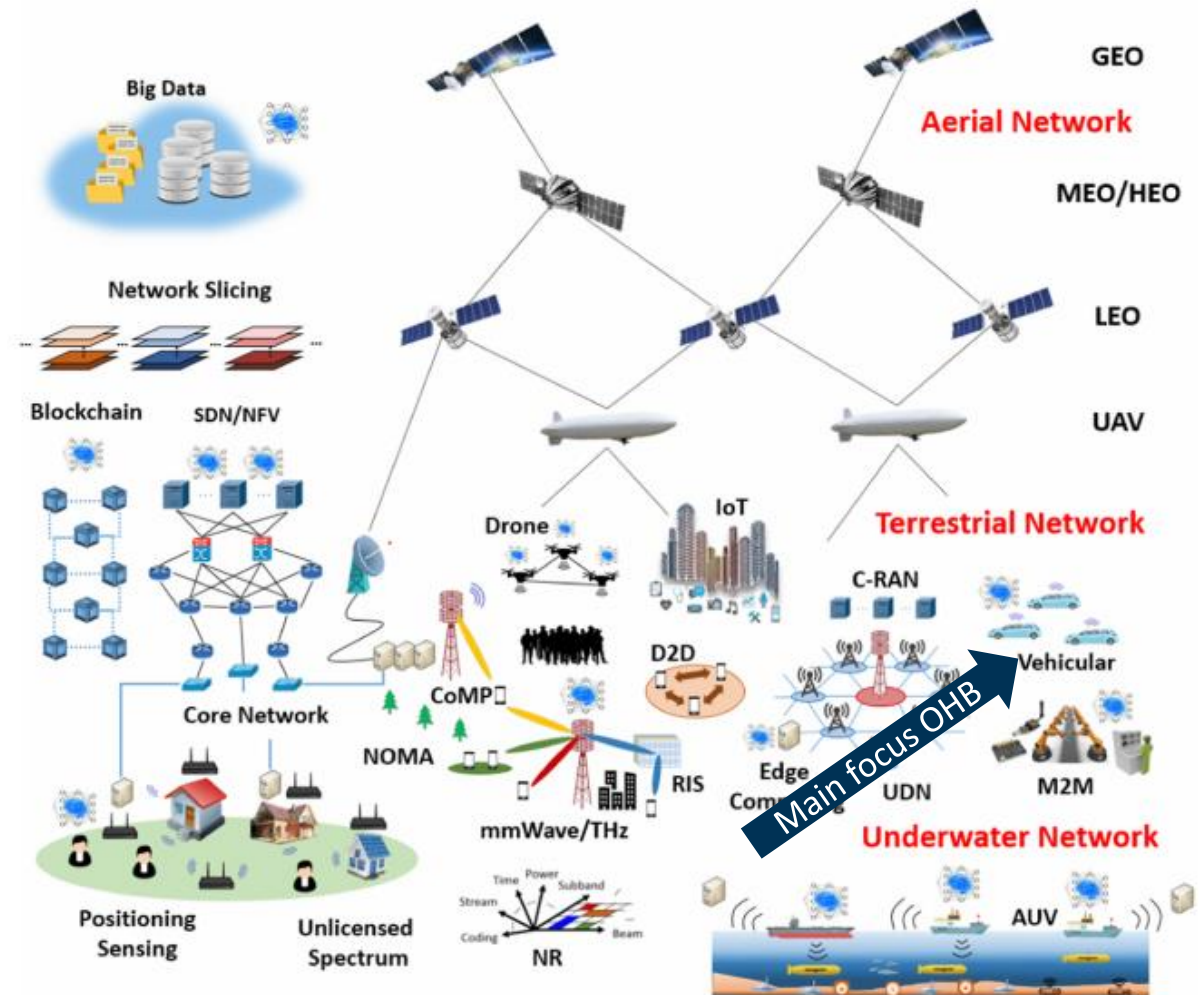 GEO
Big Data
Aerial Network
MEO/HEO
Network Slicing
LEO
...
...
...
...
Blockchain
SDN/NFV
UAV
Drone
IoT
Terrestrial Network
C-RAN
D2D
Vehicular
CoMP
Core Network
NOMA
RIS
Edge
UDN
M2M
Main focus OHB
mmWave/THz
Underwater Network
Time
Power
Subband
Stream
Coding
Beam
NR
AUV
Positioning
Sensing
Unlicensed
Spectrum